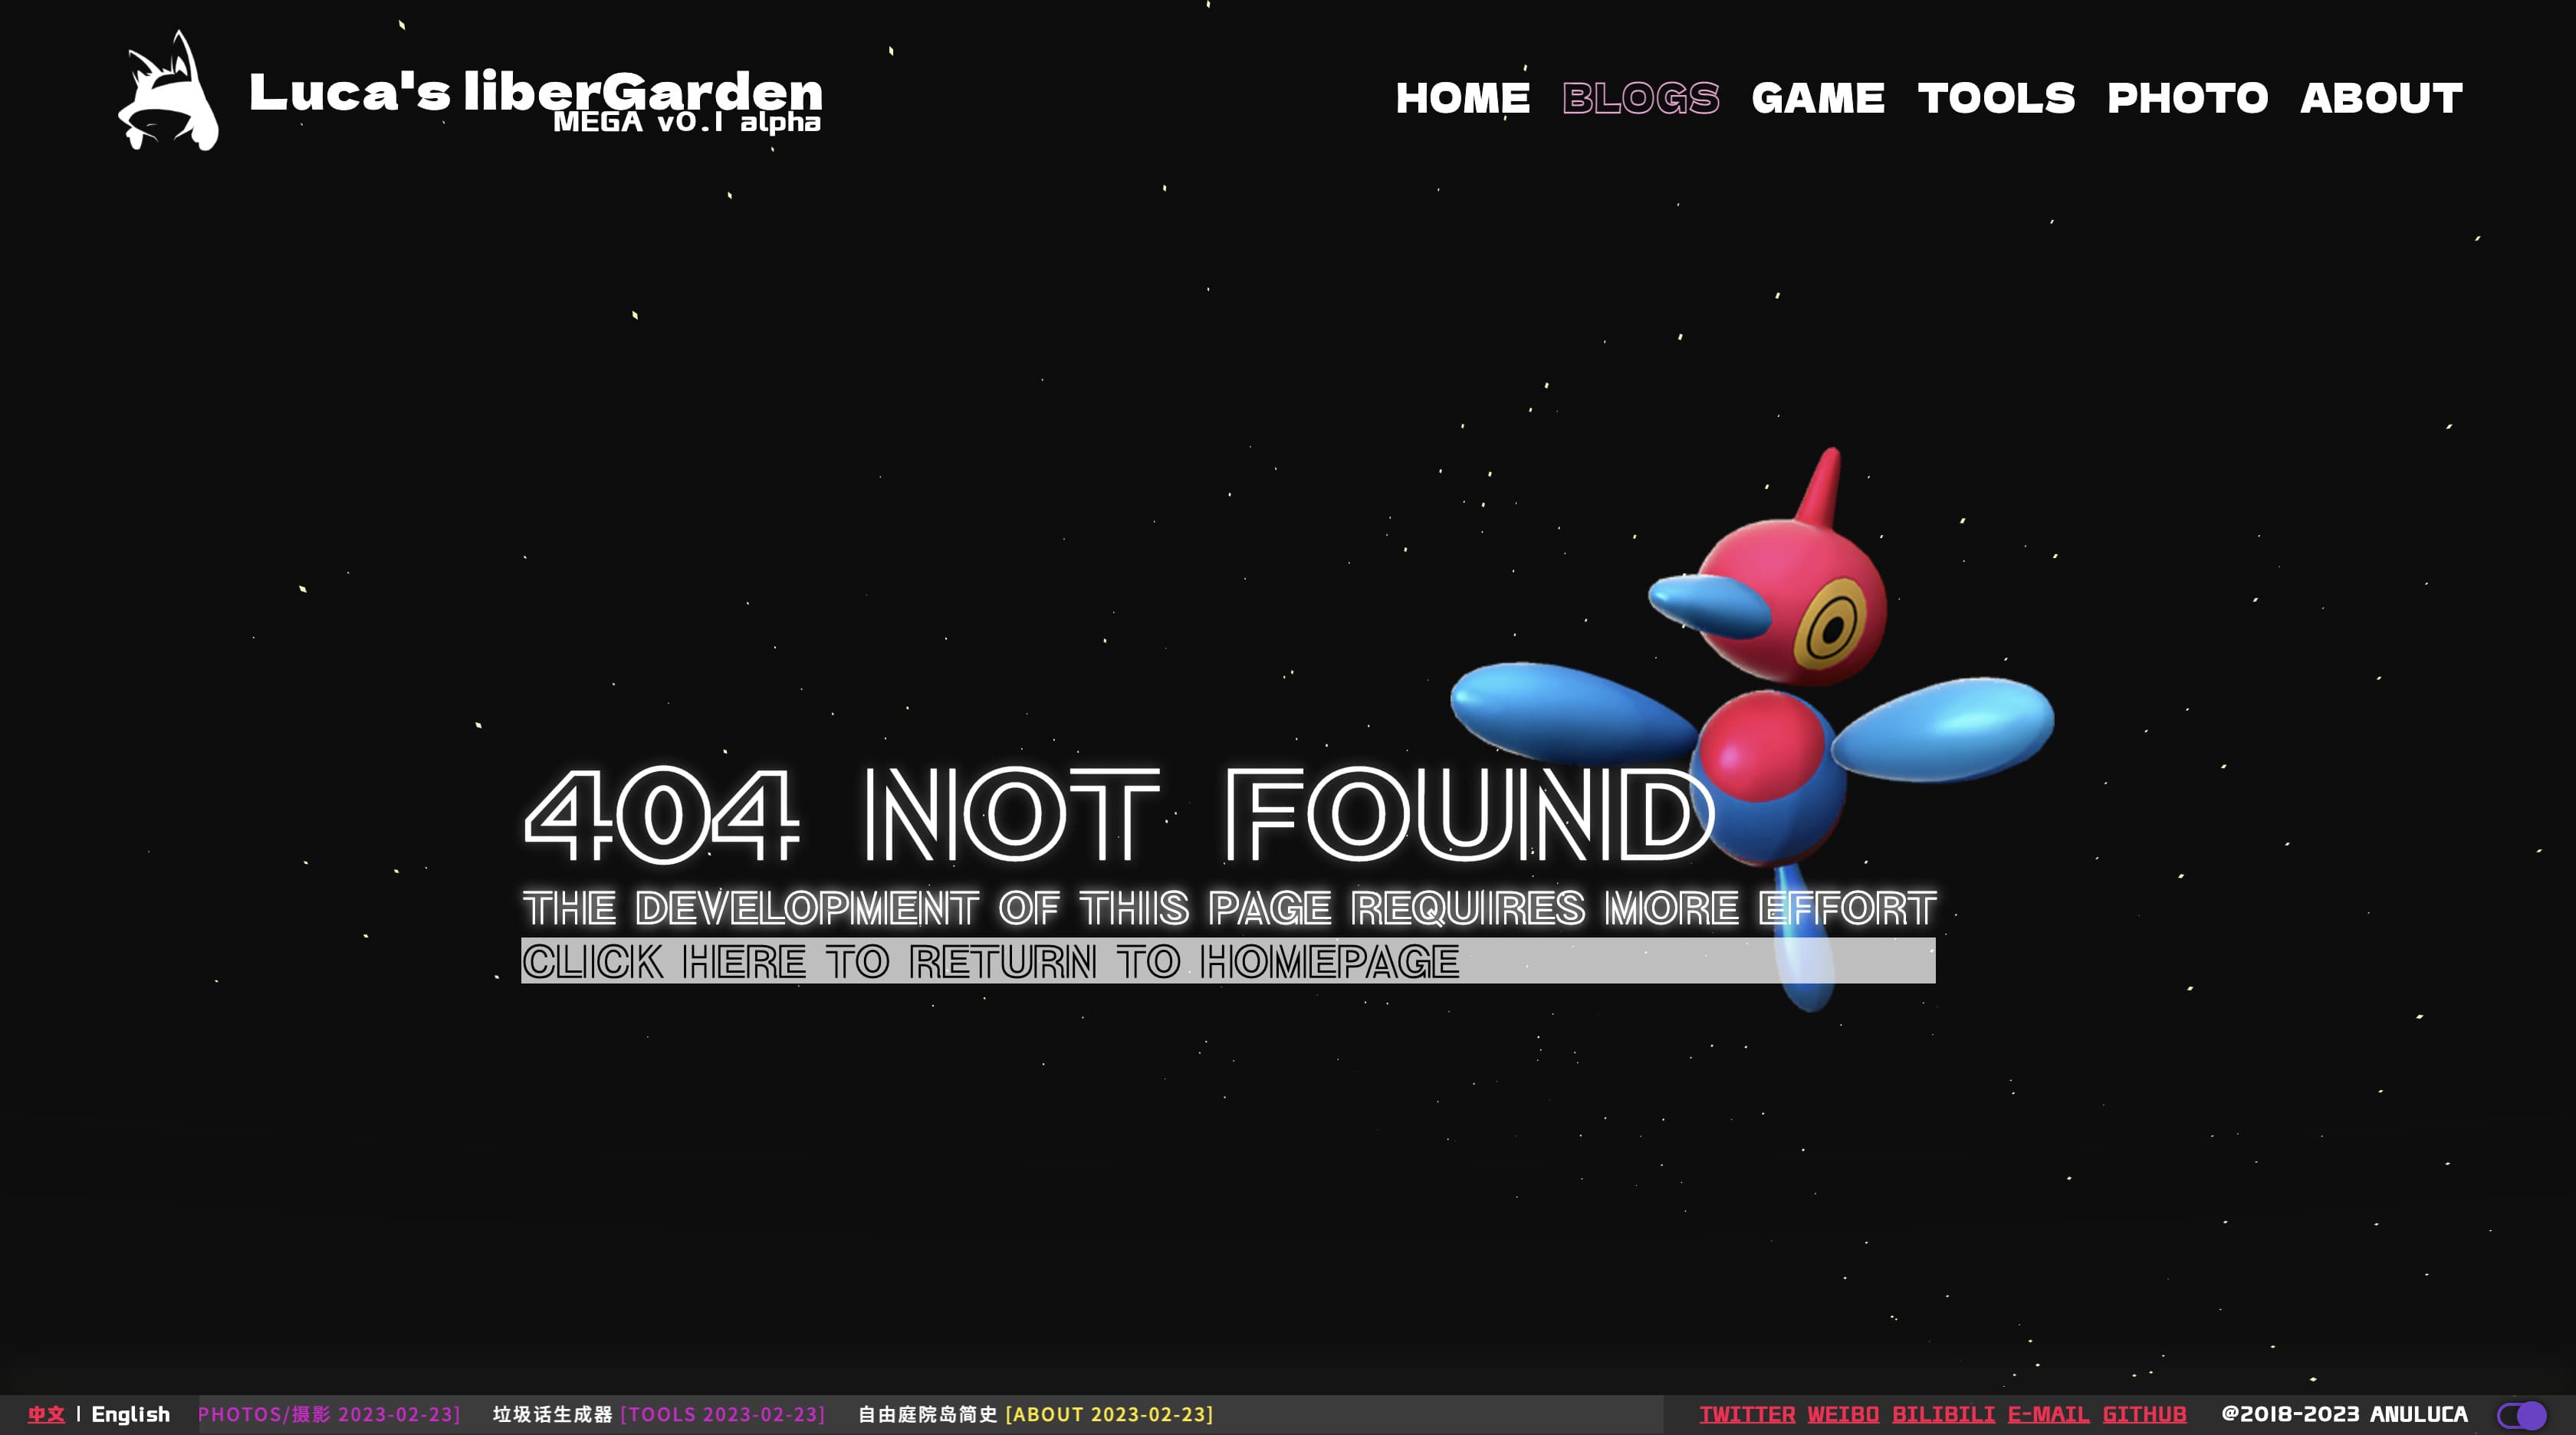 Luca's liberGarden
MEGA v0.1 alpha
HOME BLOGS GAME TOOLS PHOTO ABOUT
404 NOT FOUND
THE DEVELOPMENT OF THIS PAGE REQUIRES MORE EFFORT
CLICK HERE TO RETURN TO HOMEPAGE
中文 | English
PHOTOS/摄影 2023-02-23] 垃圾话生成器 [TOOLS 2023-02-23] 自由庭院岛简史 [ABOUT 2023-02-23]
TWITTER WEIBO BILIBILI E-MAIL GITHUB
@2018-2023 ANULUCA